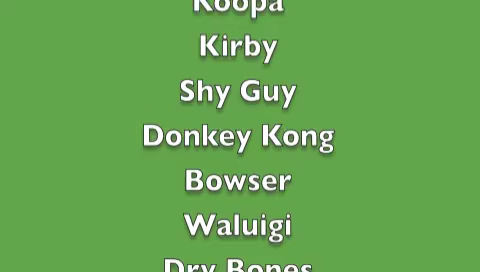 Koopa
Kirby
Shy Guy
Donkey Kong
Bowser
Waluigi
Dry Bones